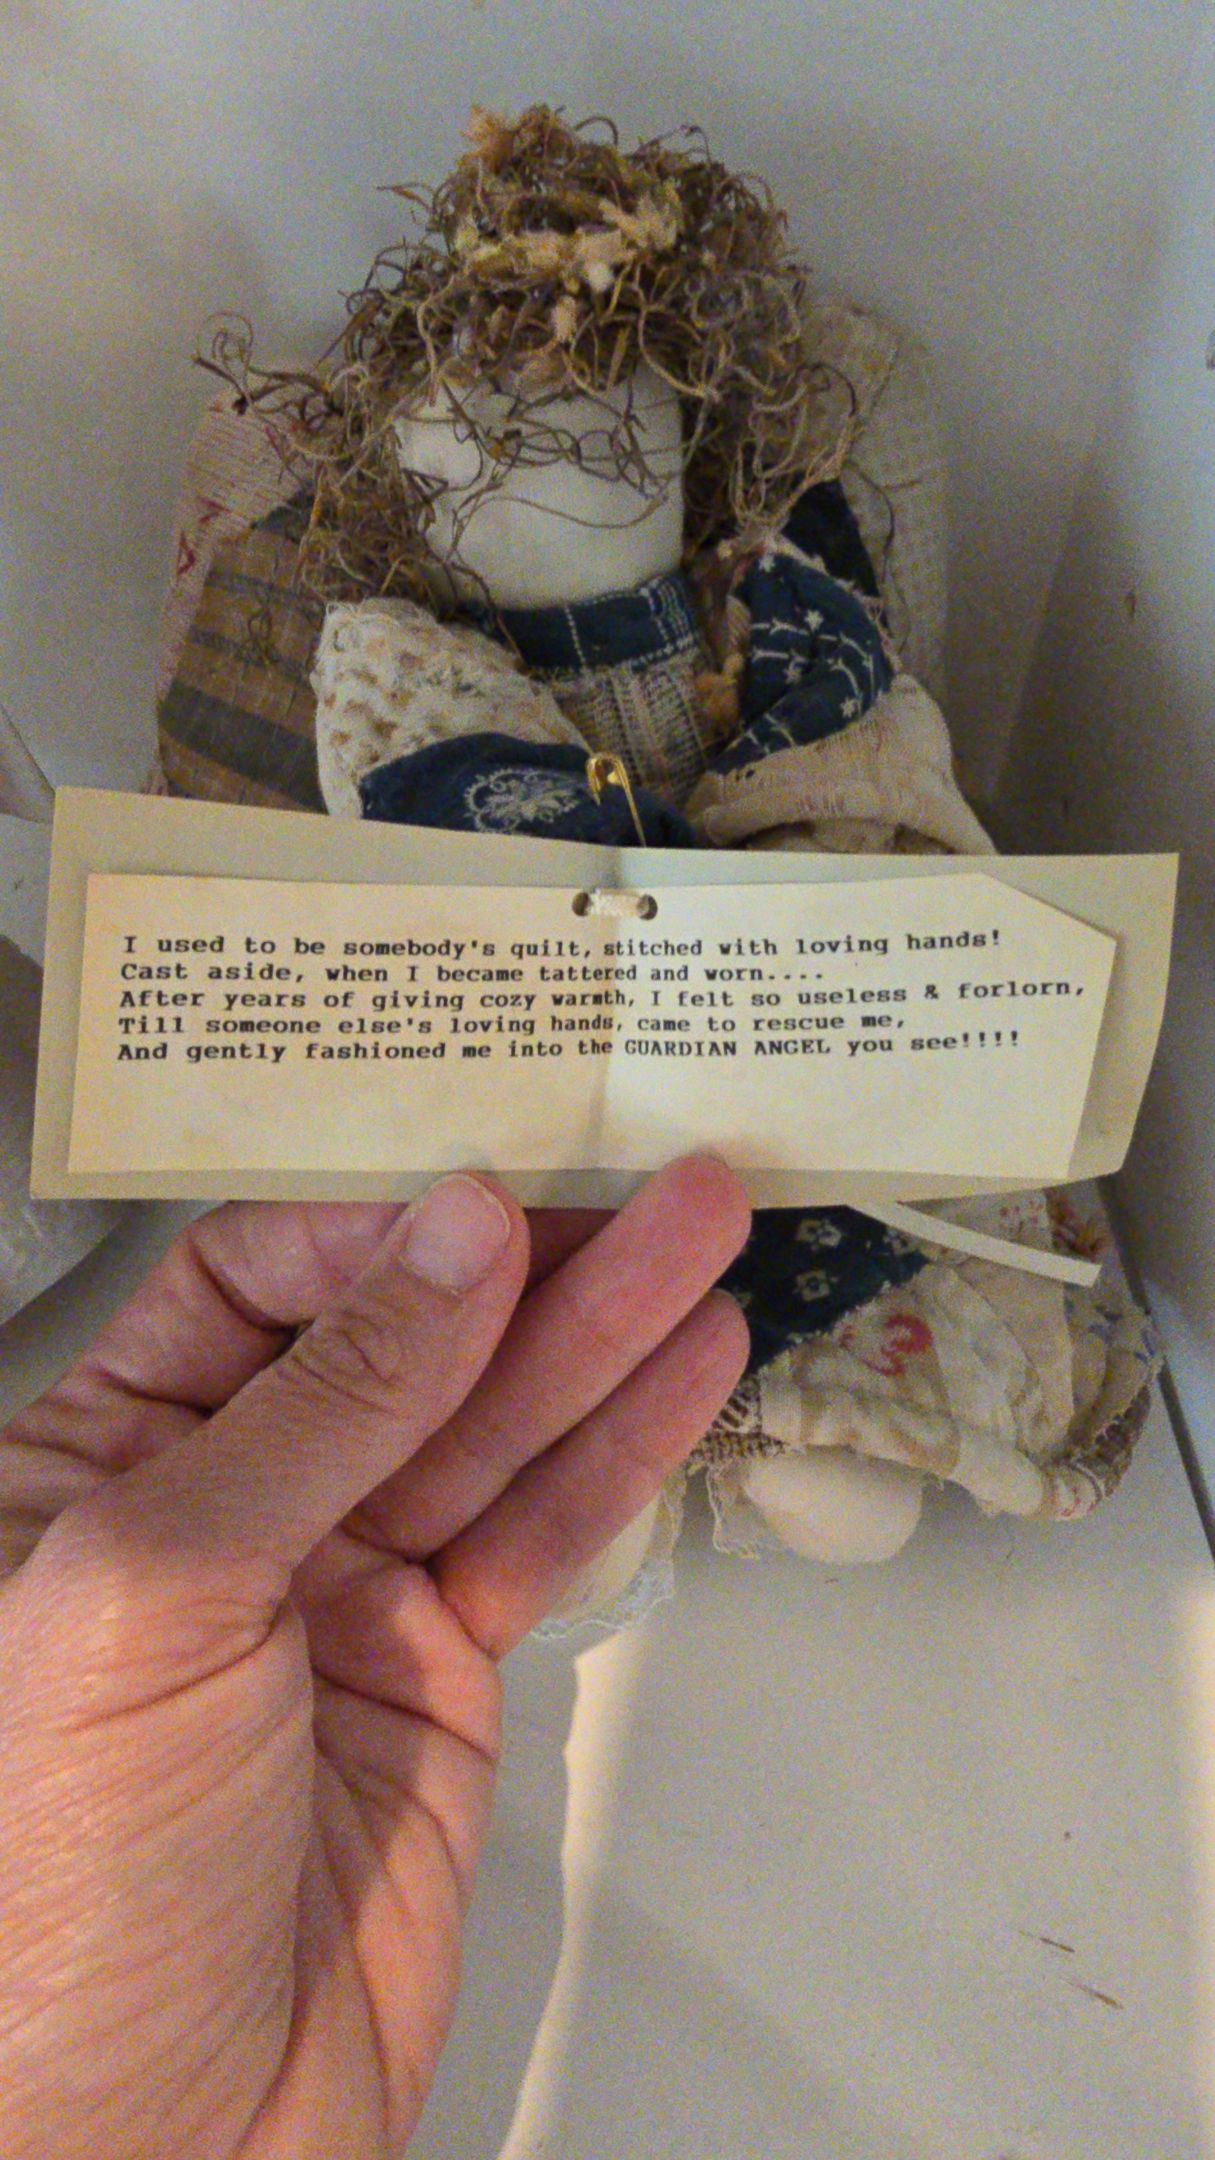 I used to be somebody's quilt, stitched with loving hands!
Cast aside, when I became tattered and worn....
After years of giving cozy warmth, I felt so useless & forlorn,
Till someone else's loving hands, came to rescue me,
And gently fashioned me into the GUARDIAN ANGEL you see!!!!